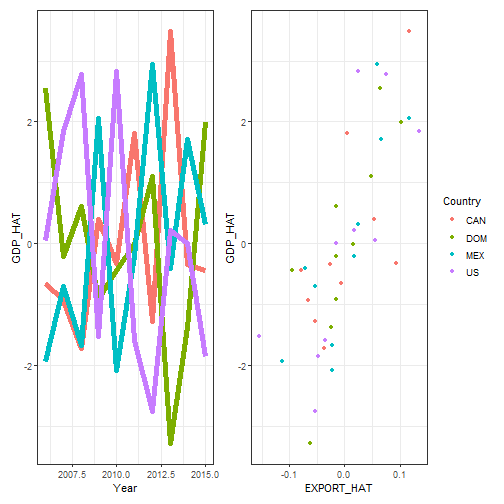 GDP_HAT
2
0
-2
2007.5
2010.0
2012.5
2015.0
Year
GDP_HAT
2
0
-2
-0.1
0.0
0.1
EXPORT_HAT
Country
CAN
DOM
MEX
US